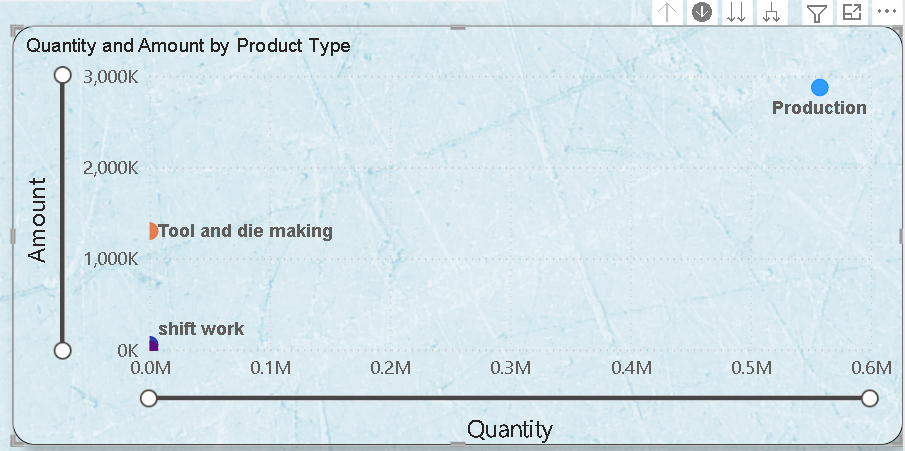 Quantity and Amount by Product Type
3,000K
Production
2,000K
Amount
Tool and die making
1,000K
shift work
0K
0.0M 0.1M 0.2M 0.3M 0.4M 0.5M 0.6M
Quantity